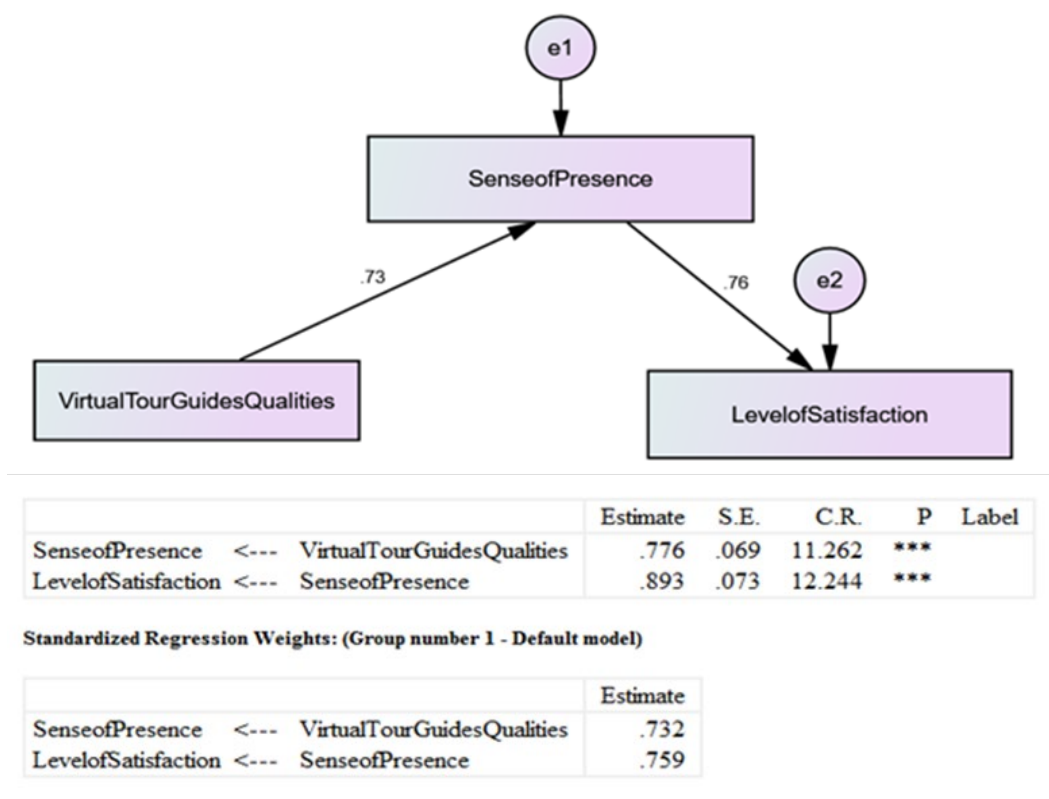 e1
SenseofPresence
.73
.76
e2
VirtualTourGuidesQualities
LevelofSatisfaction
Estimate S.E. C.R. P Label
SenseofPresence <--- VirtualTourGuidesQualities .776 .069 11.262 ***
LevelofSatisfaction <--- SenseofPresence .893 .073 12.244 ***
Standardized Regression Weights: (Group number 1 - Default model)
Estimate
SenseofPresence <--- VirtualTourGuidesQualities .732
LevelofSatisfaction <--- SenseofPresence .759